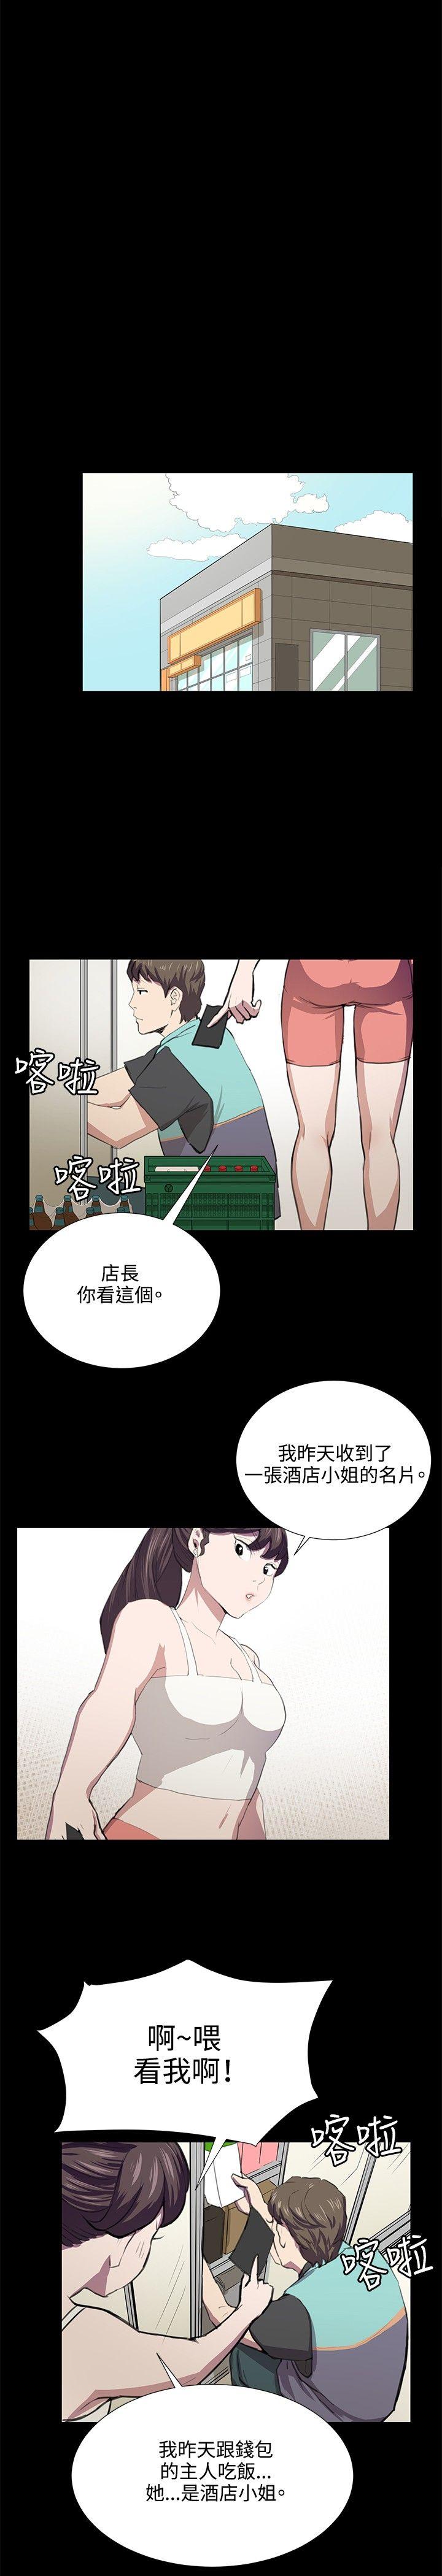 喀啦
喀啦
店長
你看這個。
我昨天收到了
一張酒店小姐的名片。
啊~喂
看我啊!
喀啦
喀啦
我昨天跟錢包
的主人吃飯...
她...是酒店小姐。